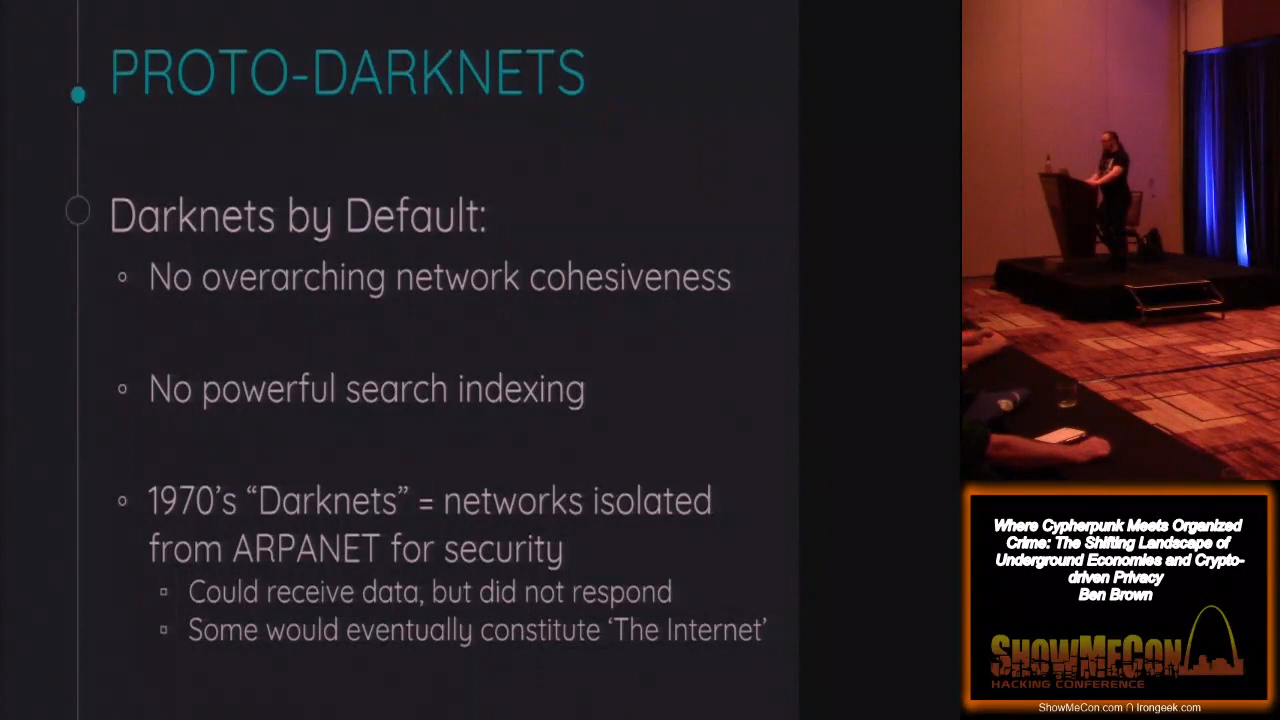 PROTO-DARKNETS
Darknets by Default:
No overarching network cohesiveness
No powerful search indexing
1970's “Darknets” = networks isolated
from ARPANET for security
Could receive data, but did not respond
Some would eventually constitute ‘The Internet’
Where Cypherpunk Meets Organized
Crime: The Shifting Landscape of
Underground Economies and Crypto-
driven Privacy
Ben Brown
SHOWMECON
HACKING CONFERENCE
ShowMeCon.com ∩ Irongeek.com